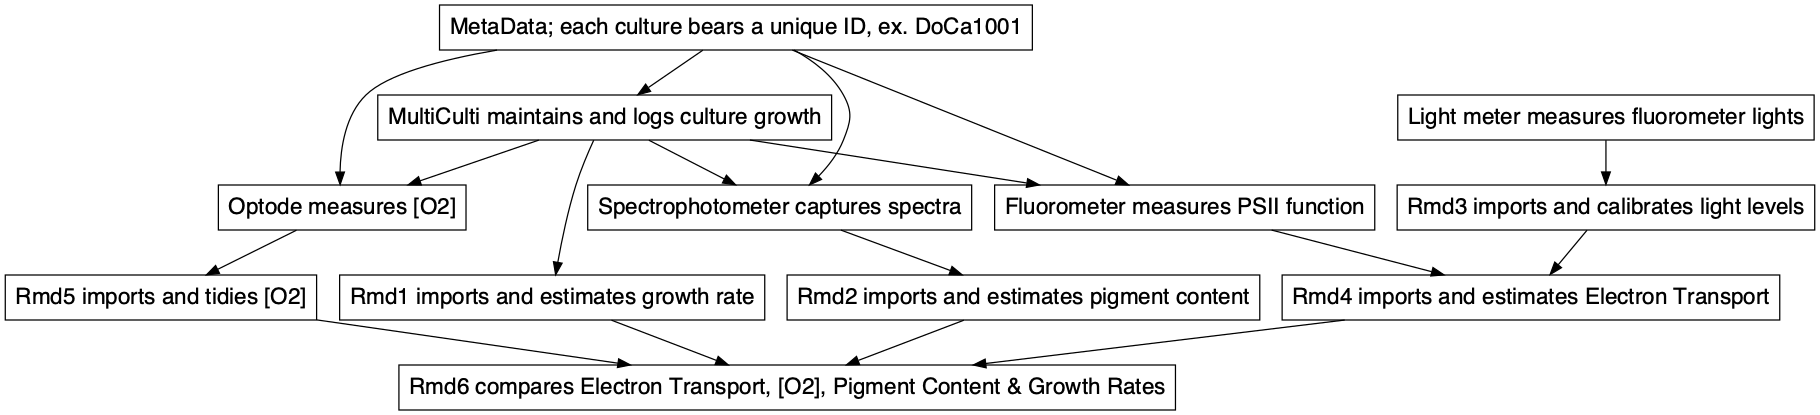 MetaData; each culture bears a unique ID, ex. DoCa1001
MultiCulti maintains and logs culture growth
Light meter measures fluorometer lights
Optode measures [O2]
Spectrophotometer captures spectra
Fluorometer measures PSII function
Rmd3 imports and calibrates light levels
Rmd5 imports and tidies [O2]
Rmd1 imports and estimates growth rate
Rmd2 imports and estimates pigment content
Rmd4 imports and estimates Electron Transport
Rmd6 compares Electron Transport, [O2], Pigment Content & Growth Rates